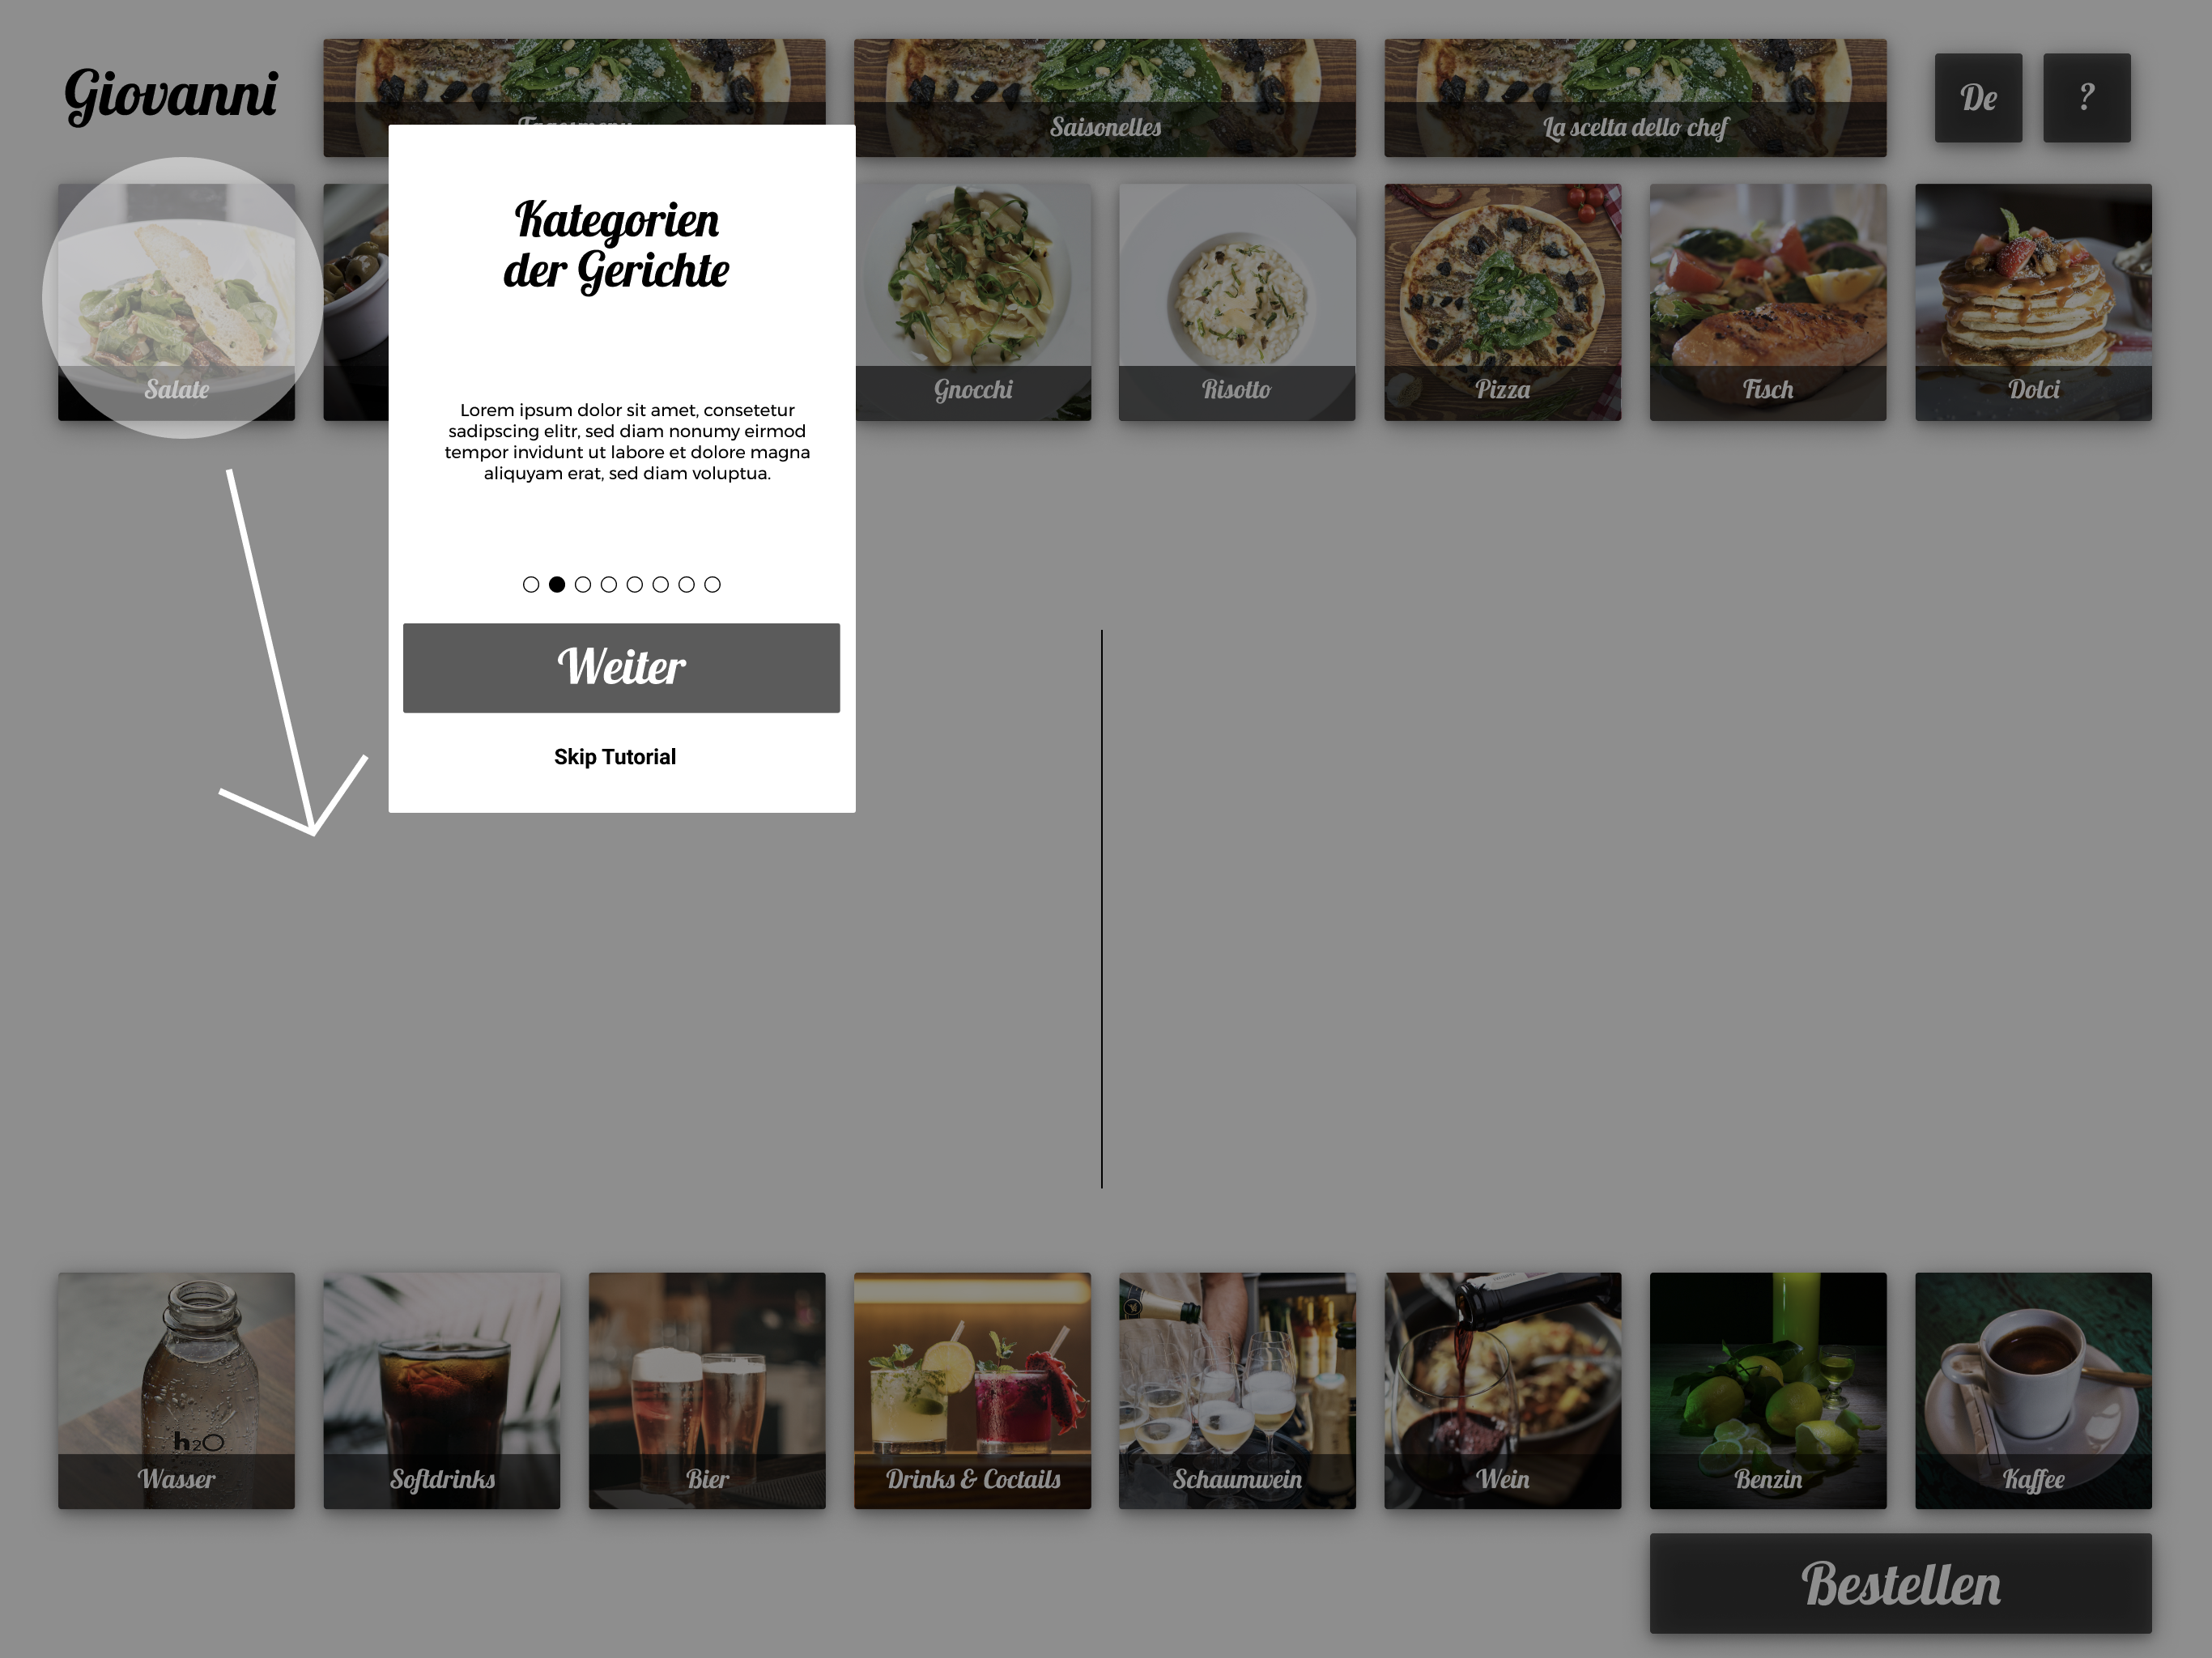 Giovanni
Saisonelles
La scelta dello chef
De
?
Kategorien
der Gerichte
Lorem ipsum dolor sit amet, consetetur
sadipscing elitr, sed diam nonumy eirmod
tempor invidunt ut labore et dolore magna
aliquyam erat, sed diam voluptua.
Weiter
Skip Tutorial
Salate
Gnocchi
Risotto
Pizza
Fisch
Dolci
h2O
Wasser
Softdrinks
Bier
Drinks & Coctails
Schaumwein
Wein
Benzin
Kaffee
Bestellen